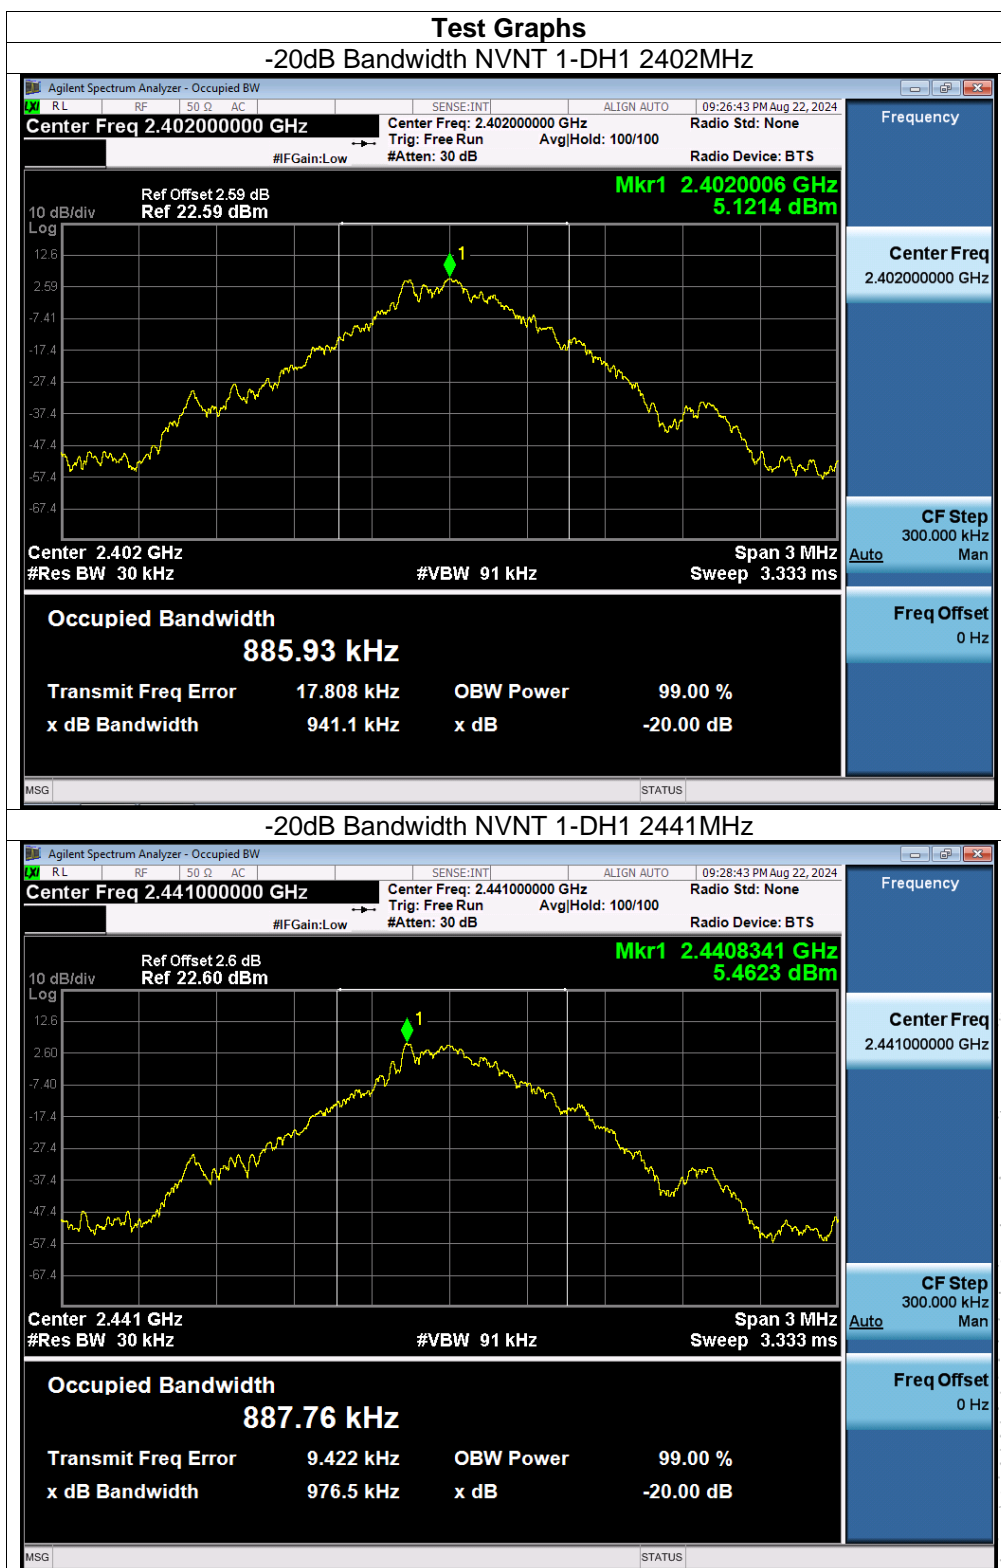 Test Graphs
-20dB Bandwidth NVNT 1-DH1 2402MHz
Agilent Spectrum Analyzer - Occupied BW
LXI RL RF 50 Ω AC SENSE:INT ALIGN AUTO 09:26:43 PM Aug 22, 2024
Center Freq 2.402000000 GHz
Center Freq: 2.402000000 GHz
Radio Std: None
Trig: Free Run Avg|Hold: 100/100
#IFGain:Low #Atten: 30 dB Radio Device: BTS
Frequency
Mkr1 2.4020006 GHz
5.1214 dBm
Ref Offset 2.59 dB
10 dB/div Ref 22.59 dBm
Log
1
12.6
2.59
-7.41
-17.4
-27.4
-37.4
-47.4
-57.4
-67.4
Center Freq
2.402000000 GHz
CF Step
300.000 kHz
Auto Man
Center 2.402 GHz Span 3 MHz
#Res BW 30 kHz #VBW 91 kHz Sweep 3.333 ms
Freq Offset
0 Hz
Occupied Bandwidth
885.93 kHz
Transmit Freq Error 17.808 kHz OBW Power 99.00 %
x dB Bandwidth 941.1 kHz x dB -20.00 dB
MSG STATUS
-20dB Bandwidth NVNT 1-DH1 2441MHz
Agilent Spectrum Analyzer - Occupied BW
LXI RL RF 50 Ω AC SENSE:INT ALIGN AUTO 09:28:43 PM Aug 22, 2024
Center Freq 2.441000000 GHz
Center Freq: 2.441000000 GHz
Radio Std: None
Trig: Free Run Avg|Hold: 100/100
#IFGain:Low #Atten: 30 dB Radio Device: BTS
Frequency
Mkr1 2.4408341 GHz
5.4623 dBm
Ref Offset 2.6 dB
10 dB/div Ref 22.60 dBm
Log
1
12.6
2.60
-7.40
-17.4
-27.4
-37.4
-47.4
-57.4
-67.4
Center Freq
2.441000000 GHz
CF Step
300.000 kHz
Auto Man
Center 2.441 GHz Span 3 MHz
#Res BW 30 kHz #VBW 91 kHz Sweep 3.333 ms
Freq Offset
0 Hz
Occupied Bandwidth
887.76 kHz
Transmit Freq Error 9.422 kHz OBW Power 99.00 %
x dB Bandwidth 976.5 kHz x dB -20.00 dB
MSG STATUS